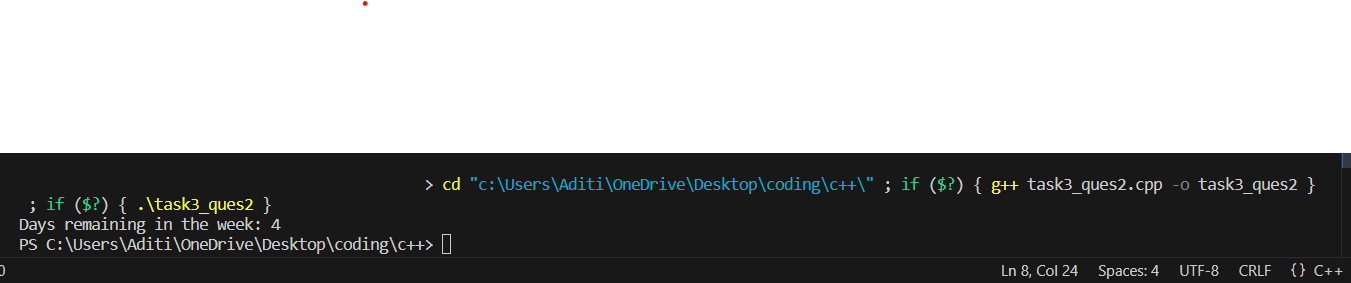 > cd "c:\Users\Aditi\OneDrive\Desktop\coding\c++\" ; if ($?) { g++ task3_ques2.cpp -o task3_ques2 }
; if ($?) { .\task3_ques2 }
Days remaining in the week: 4
PS C:\Users\Aditi\OneDrive\Desktop\coding\c++>
0 Ln 8, Col 24 Spaces: 4 UTF-8 CRLF {} C++